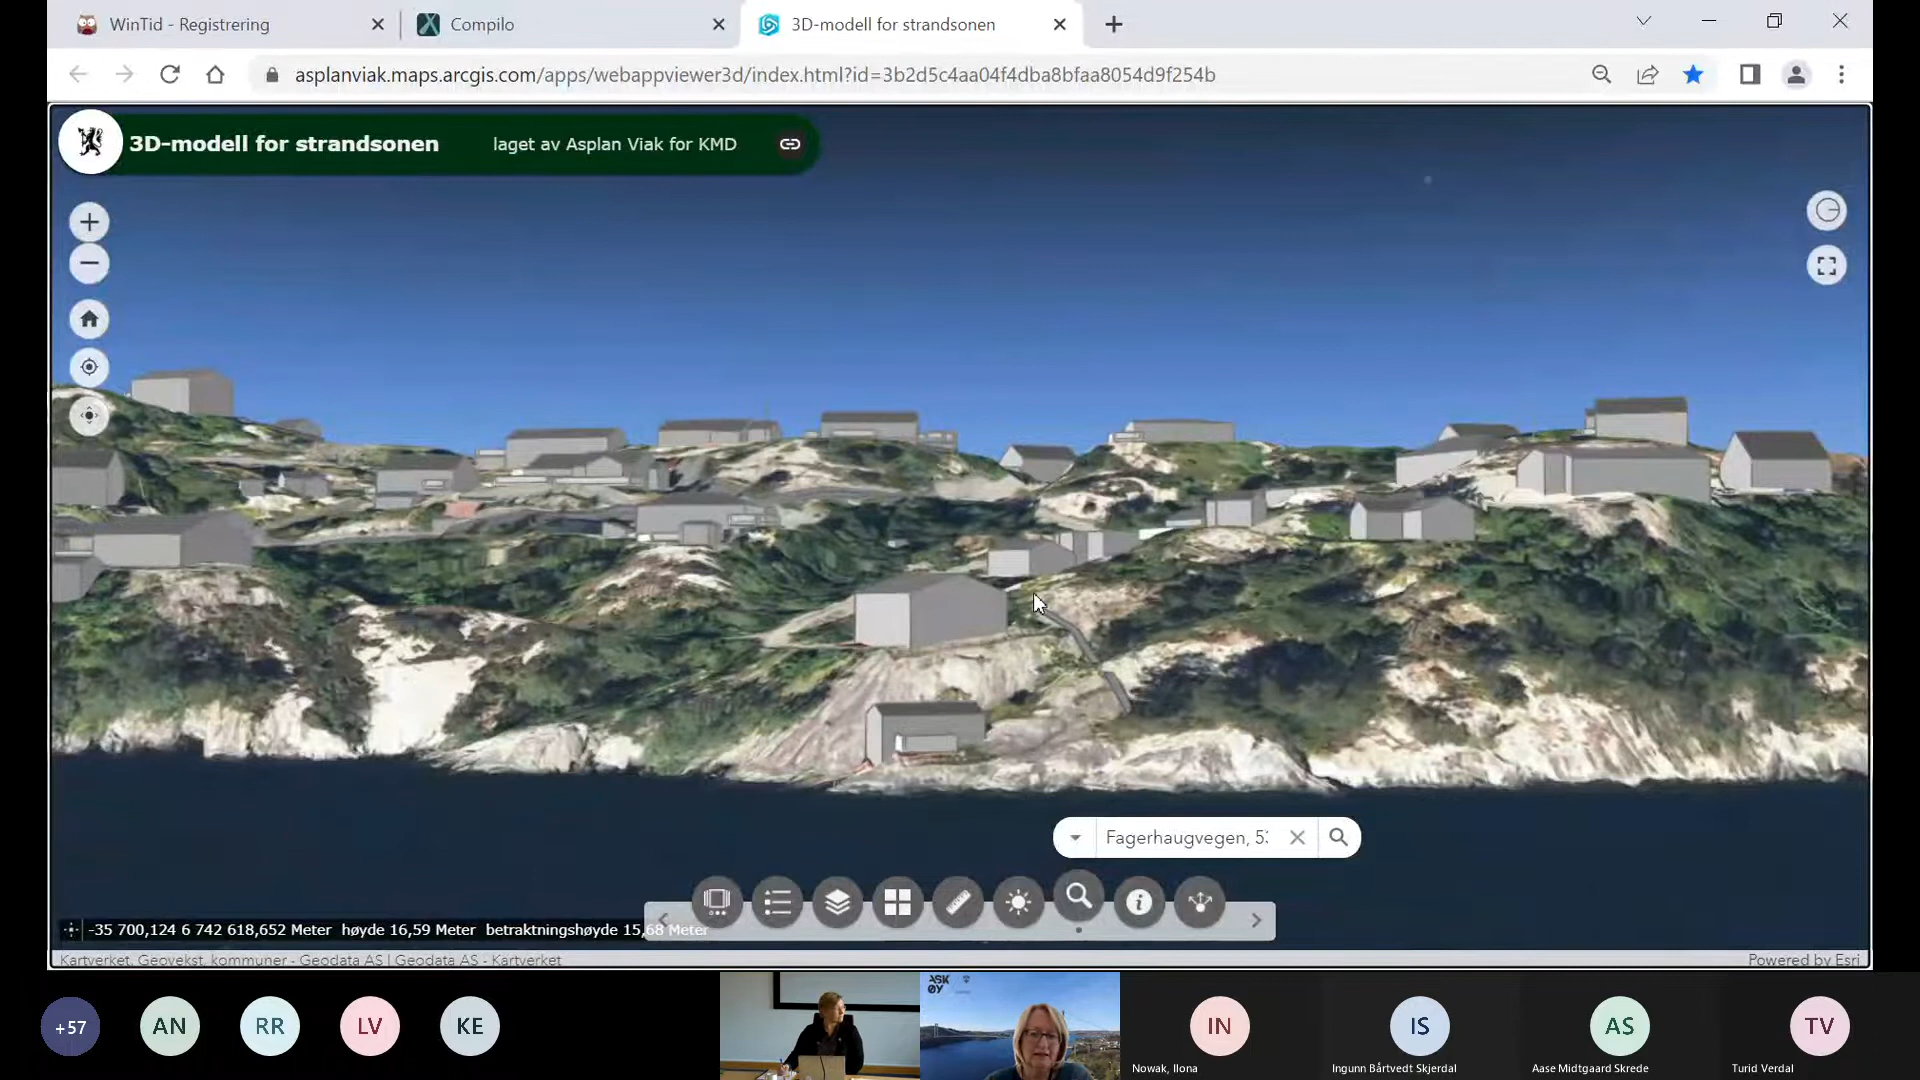 WinTid - Registrering
Compilo
3D-modell for strandsonen
asplanviak.maps.arcgis.com/apps/webappviewer3d/index.html?id=3b2d5c4aa04f4dba8bfaa8054d9f254b
3D-modell for strandsonen
laget av Asplan Viak for KMD
Fagerhaugvegen, 5
-35 700,124 6 742 618,652 Meter høyde 16,59 Meter betraktningshøyde 15,68 Meter
Kartverket, Geovekst, kommuner - Geodata AS | Geodata AS - Kartverket
Powered by Esri
+57
AN
RR
LV
KE
ASK
ØY
IN
IS
AS
TV
Nowak, Ilona
Ingunn Bårtvedt Skjerdal
Aase Midtgaard Skrede
Turid Verdal